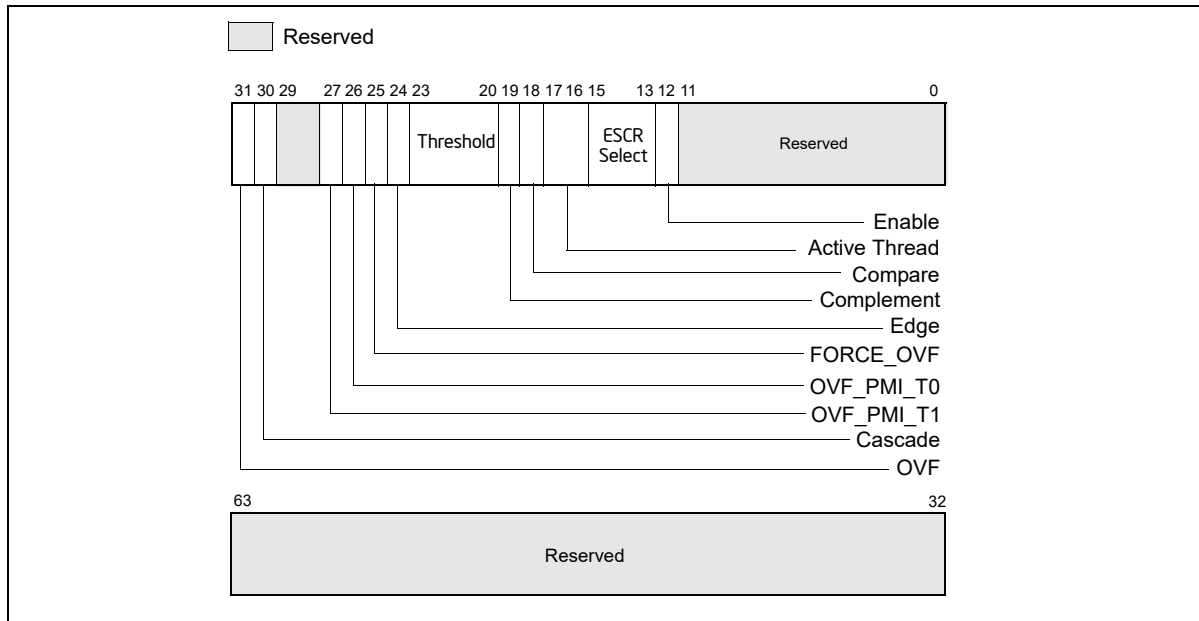 Reserved
31 30 29 27 26 25 24 23 20 19 18 17 16 15 13 12 11 0
Threshold
ESCR
Select
Reserved
Enable
Active Thread
Compare
Complement
Edge
FORCE_OVF
OVF_PMI_T0
OVF_PMI_T1
Cascade
OVF
63 32
Reserved